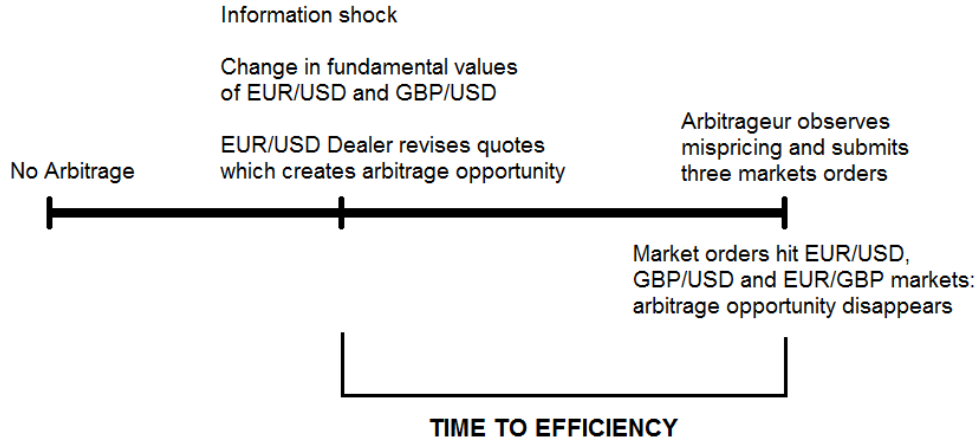 Information shock
Change in fundamental values
of EUR/USD and GBP/USD
EUR/USD Dealer revises quotes
which creates arbitrage opportunity
No Arbitrage
Arbitrageur observes
mispricing and submits
three markets orders
Market orders hit EUR/USD,
GBP/USD and EUR/GBP markets:
arbitrage opportunity disappears
TIME TO EFFICIENCY